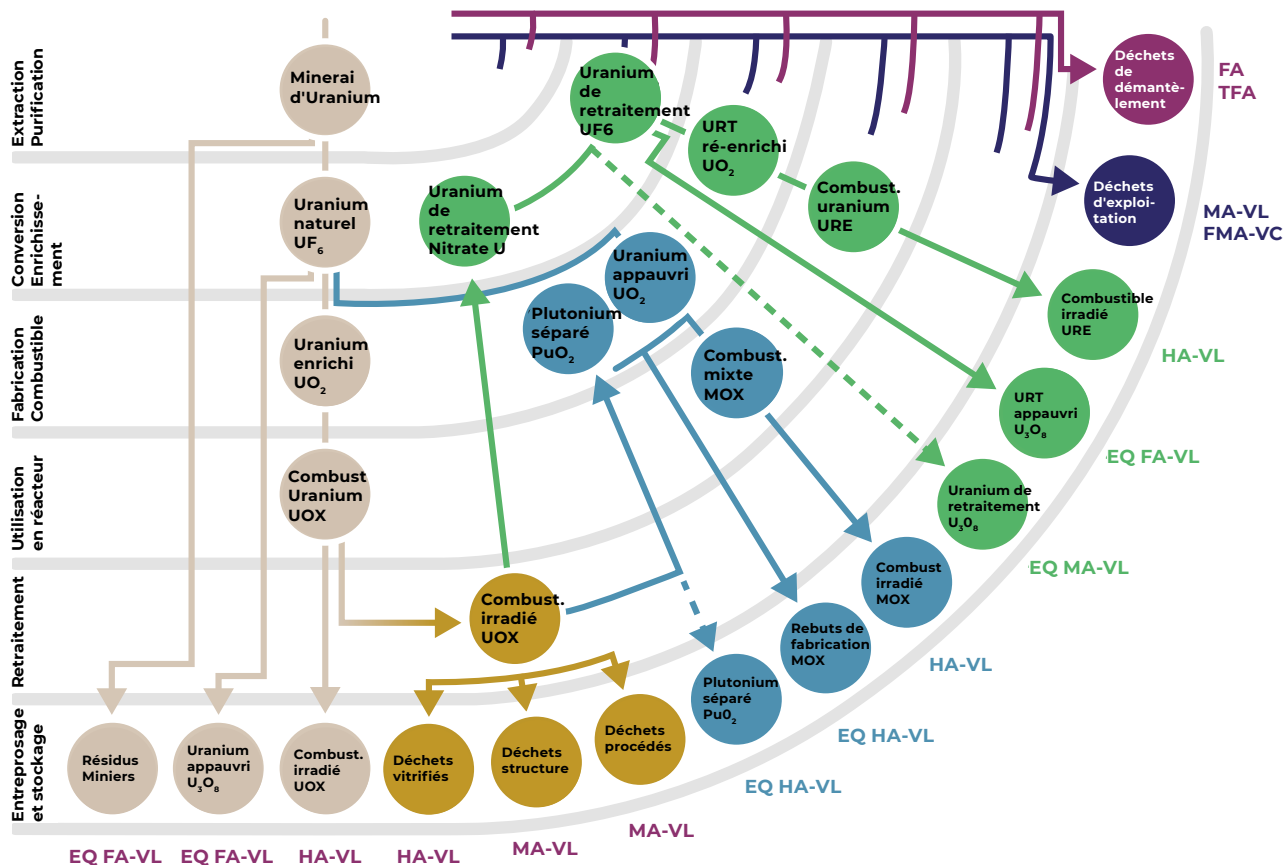 Extraction
Purification
Conversion
Enrichisse-
ment
Fabrication
Combustible
Utilisation
en réacteur
Retraitement
Entreprosage
et stockage
Minerai
d'Uranium
Uranium
naturel
UF6
Uranium
enrichi
UO2
Combust
Uranium
UOX
Uranium
de
retraitement
UF6
URT
ré-enrichi
UO2
Combust.
uranium
URE
Uranium
de
retraitement
Nitrate U
Uranium
appauvri
UO2
Plutonium
séparé
PuO2
Combust.
mixte
MOX
Combust.
irradié
UOX
Déchets
de
démantè-
lement
FA
TFA
Déchets
d'exploi-
tation
MA-VL
FMA-VC
Combustible
irradié
URE
HA-VL
URT
appauvri
U3O8
EQ FA-VL
Uranium de
retraitement
U308
EQ MA-VL
Combust
irradié
MOX
HA-VL
Rebuts de
fabrication
MOX
EQ HA-VL
Plutonium
séparé
Pu02
EQ HA-VL
Déchets
procédés
MA-VL
Déchets
structure
MA-VL
Déchets
vitrifiés
HA-VL
Combust.
irradié
UOX
HA-VL
Uranium
appauvri
U3O8
EQ FA-VL
Résidus
Miniers
EQ FA-VL